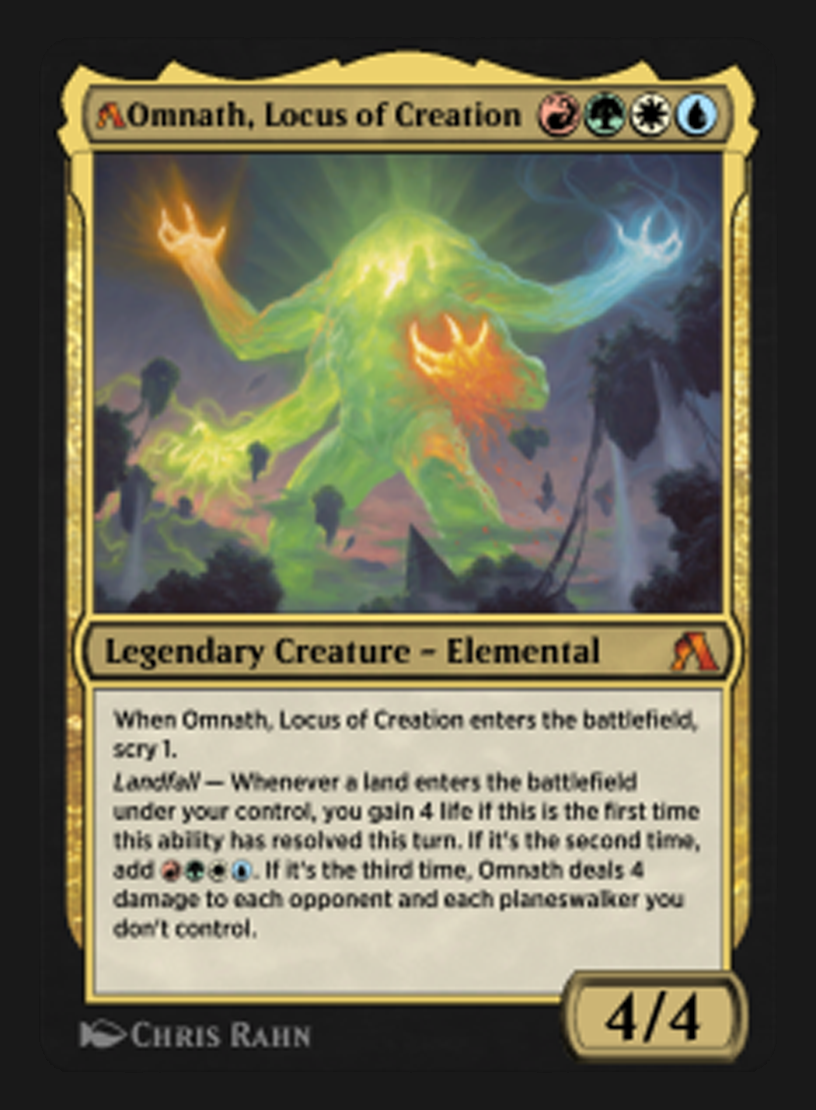 Omnath, Locus of Creation
Legendary Creature – Elemental
When Omnath, Locus of Creation enters the battlefield,
scry 1.
Landfall — Whenever a land enters the battlefield
under your control, you gain 4 life if this is the first time
this ability has resolved this turn. If it's the second time,
add . If it's the third time, Omnath deals 4
damage to each opponent and each planeswalker you
don't control.
4/4
CHRIS RAHN